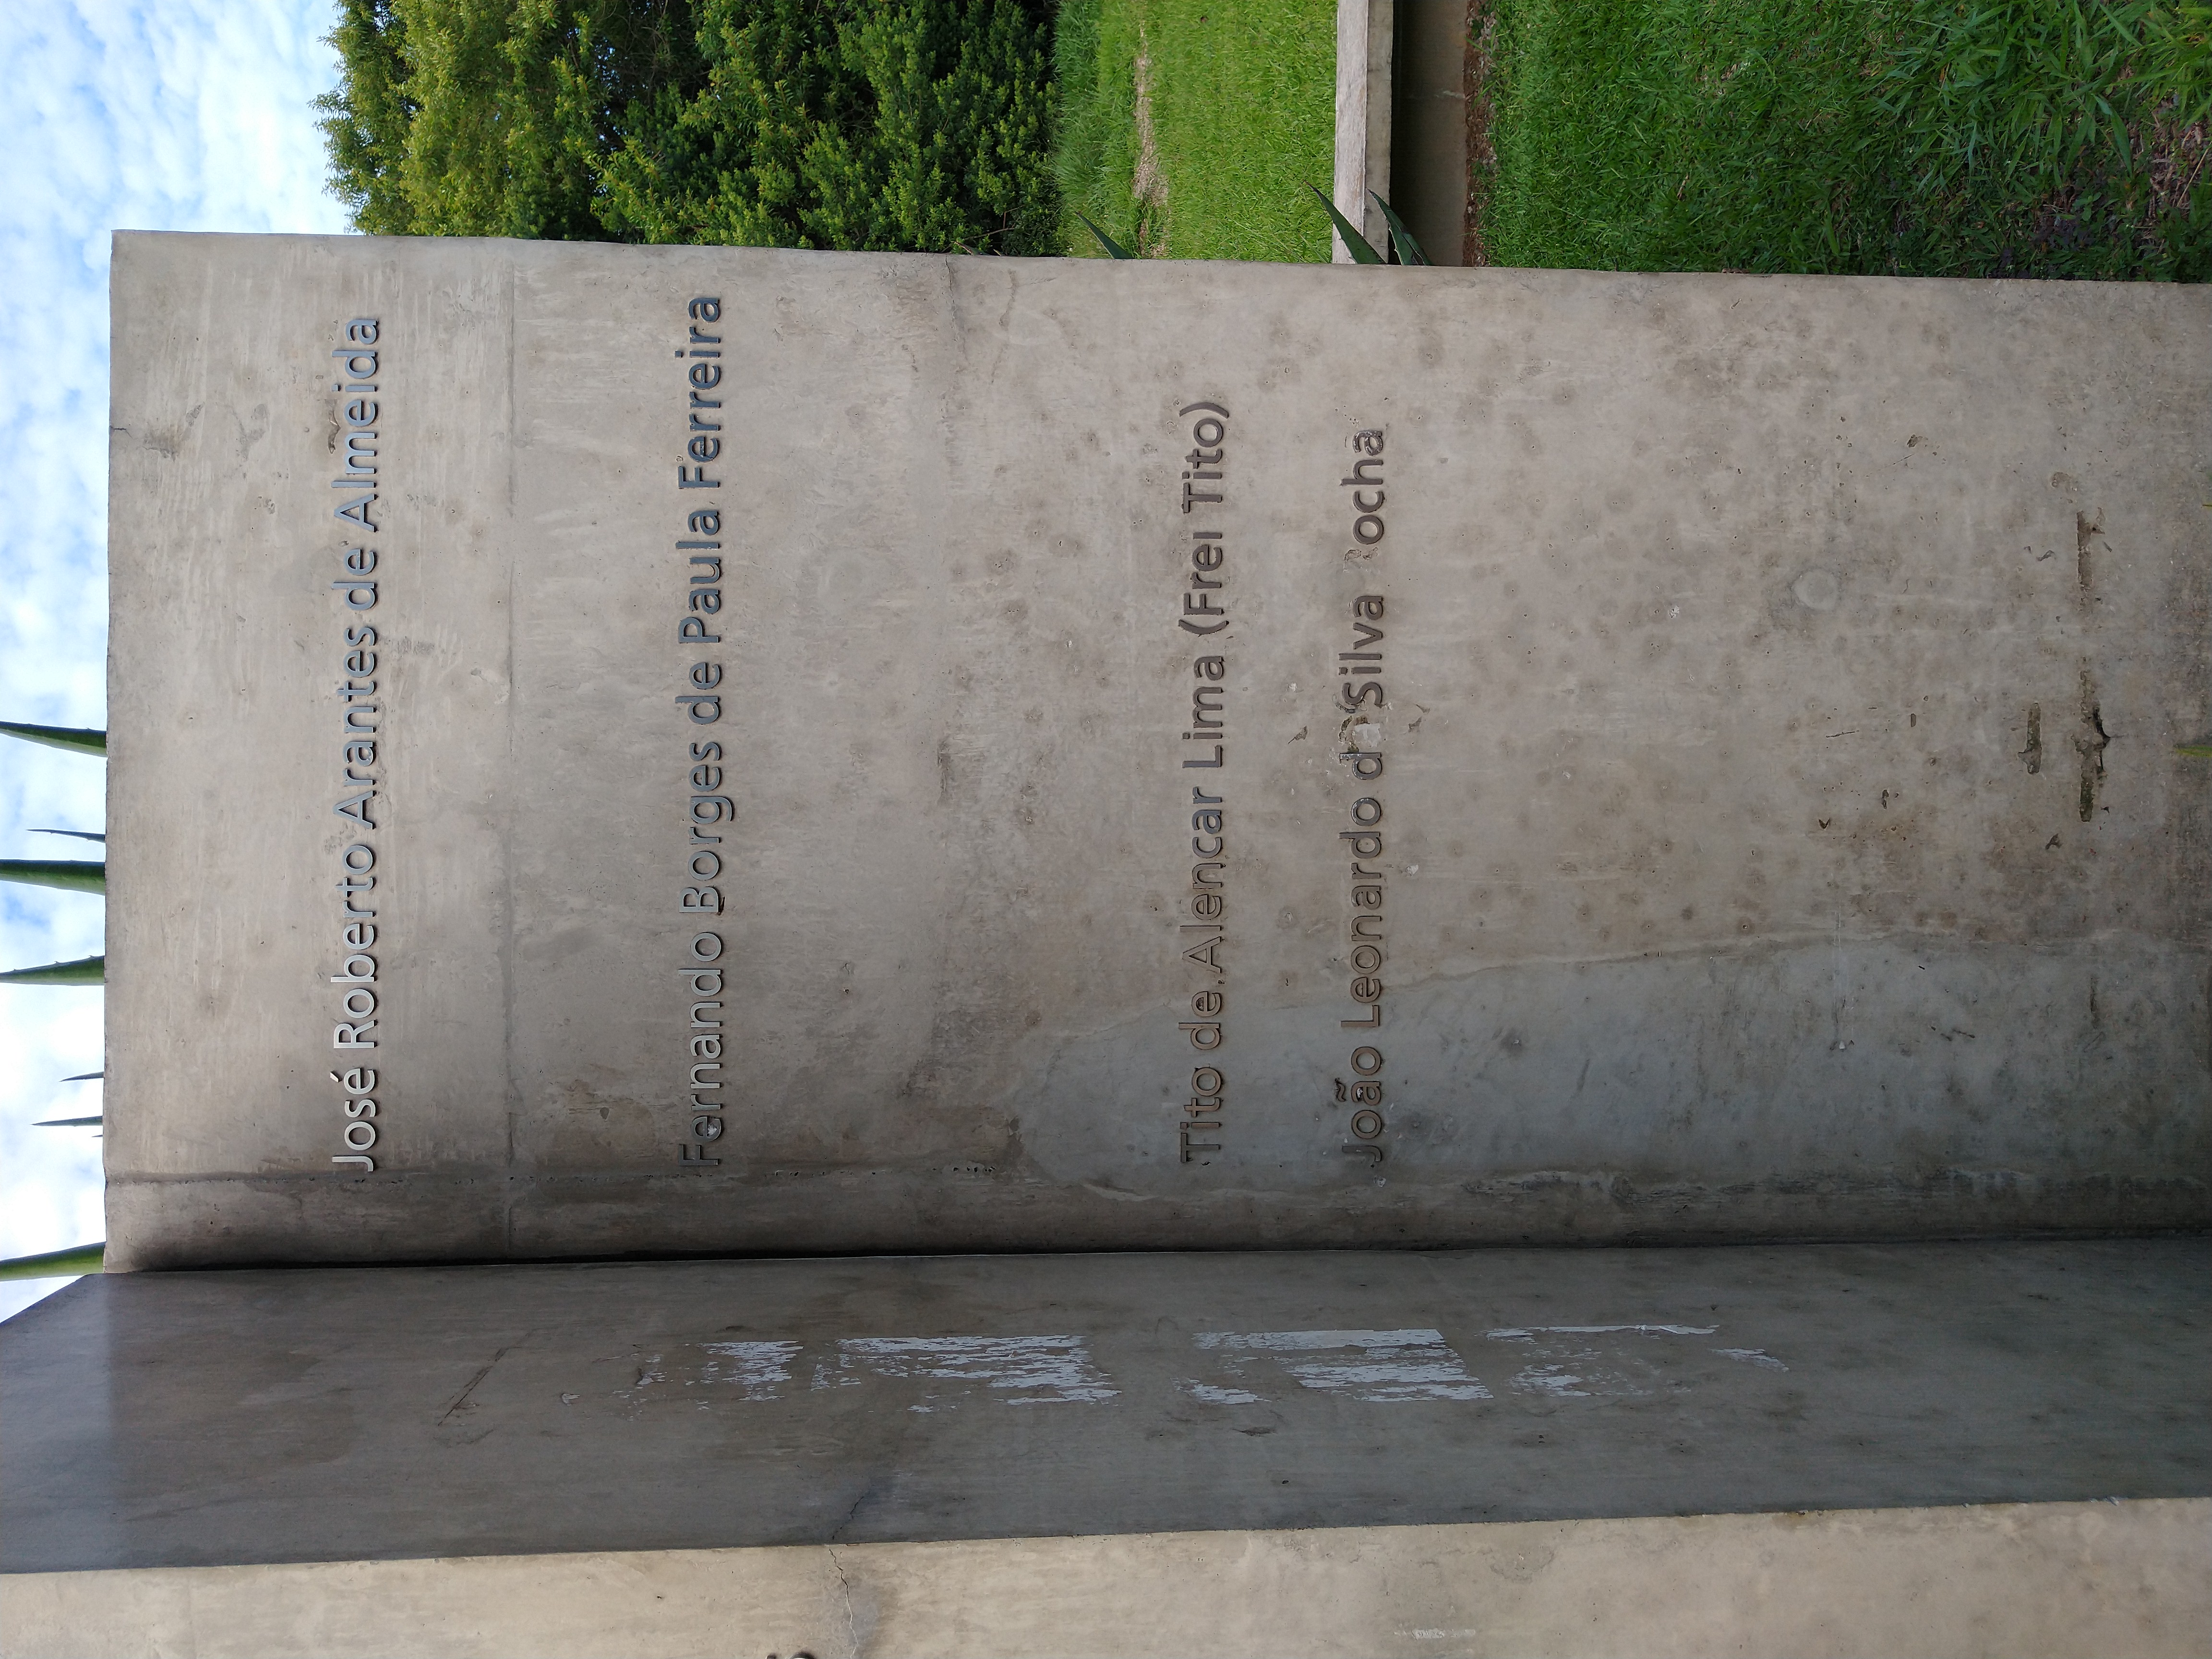 José Roberto Arantes de Almeida
Fernando Borges de Paula Ferreira
Tito de Alencar Lima (Frei Tito)
João Leonardo da Silva ocha